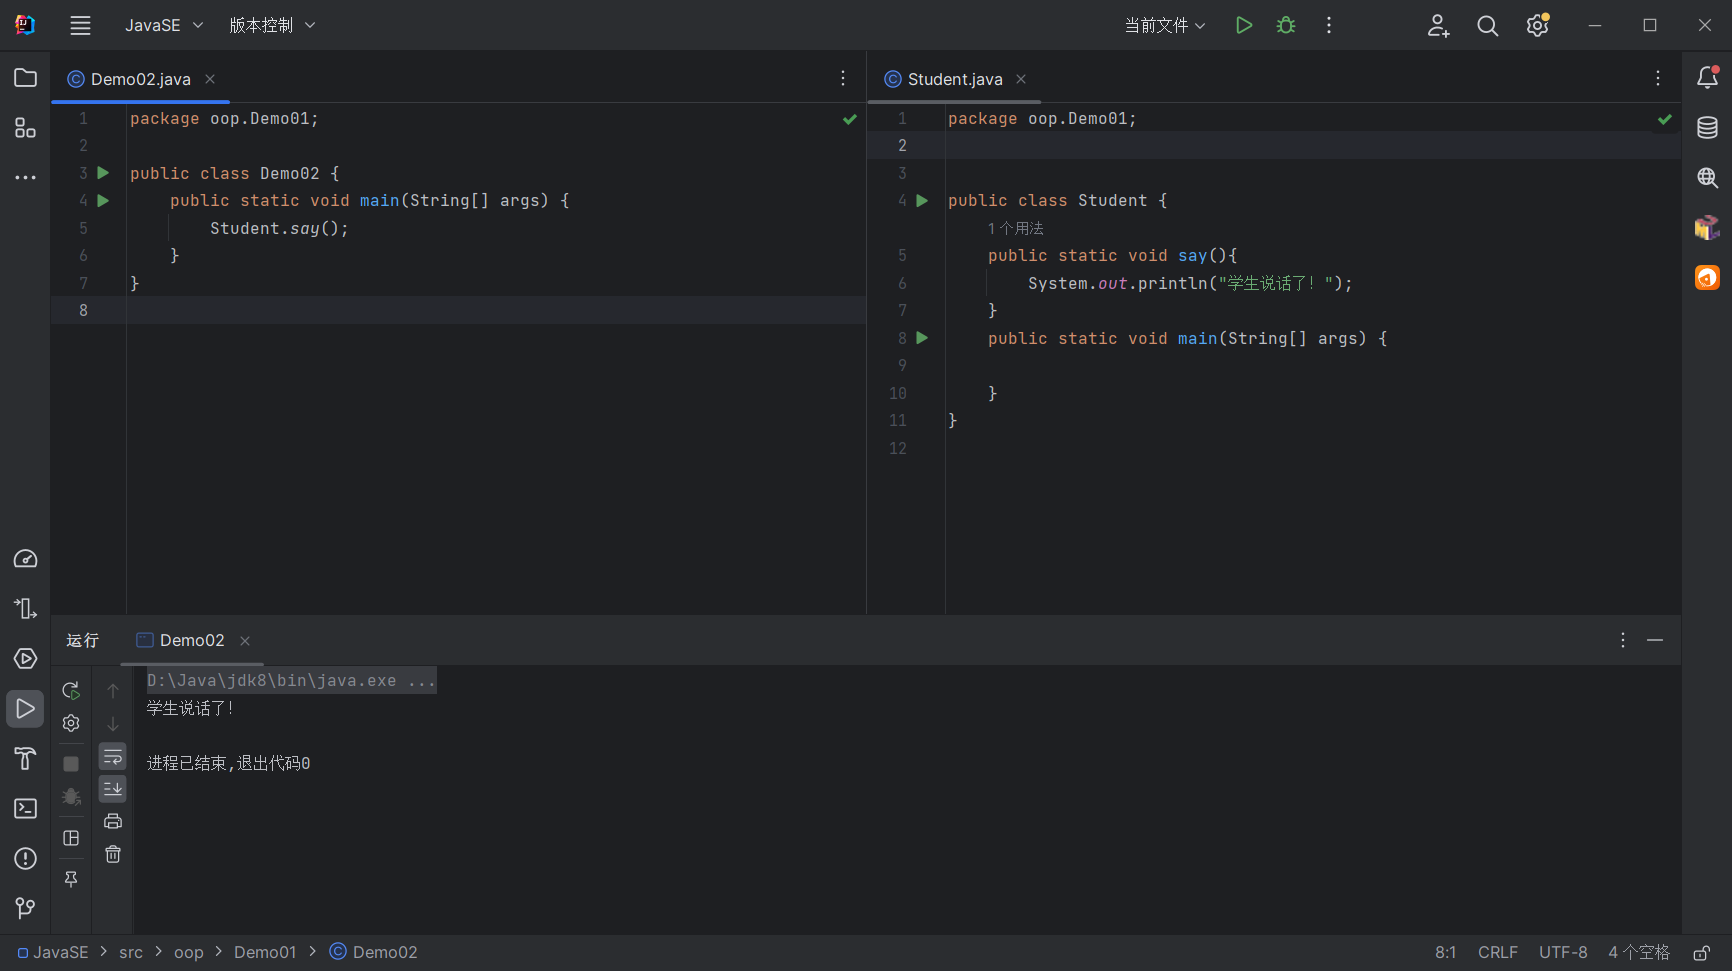 JavaSE
版本控制
当前文件
Demo02.java
1 package oop.Demo01;
2
3 public class Demo02 {
4 public static void main(String[] args) {
5 Student.say();
6 }
7 }
8
Student.java
1 package oop.Demo01;
2
3
4 public class Student {
1 个用法
5 public static void say(){
6 System.out.println("学生说话了！");
7 }
8 public static void main(String[] args) {
9
10 }
11 }
12
运行 Demo02
D:\Java\jdk8\bin\java.exe ...
学生说话了！
进程已结束,退出代码0
JavaSE > src > oop > Demo01 > Demo02
8:1 CRLF UTF-8 4 个空格